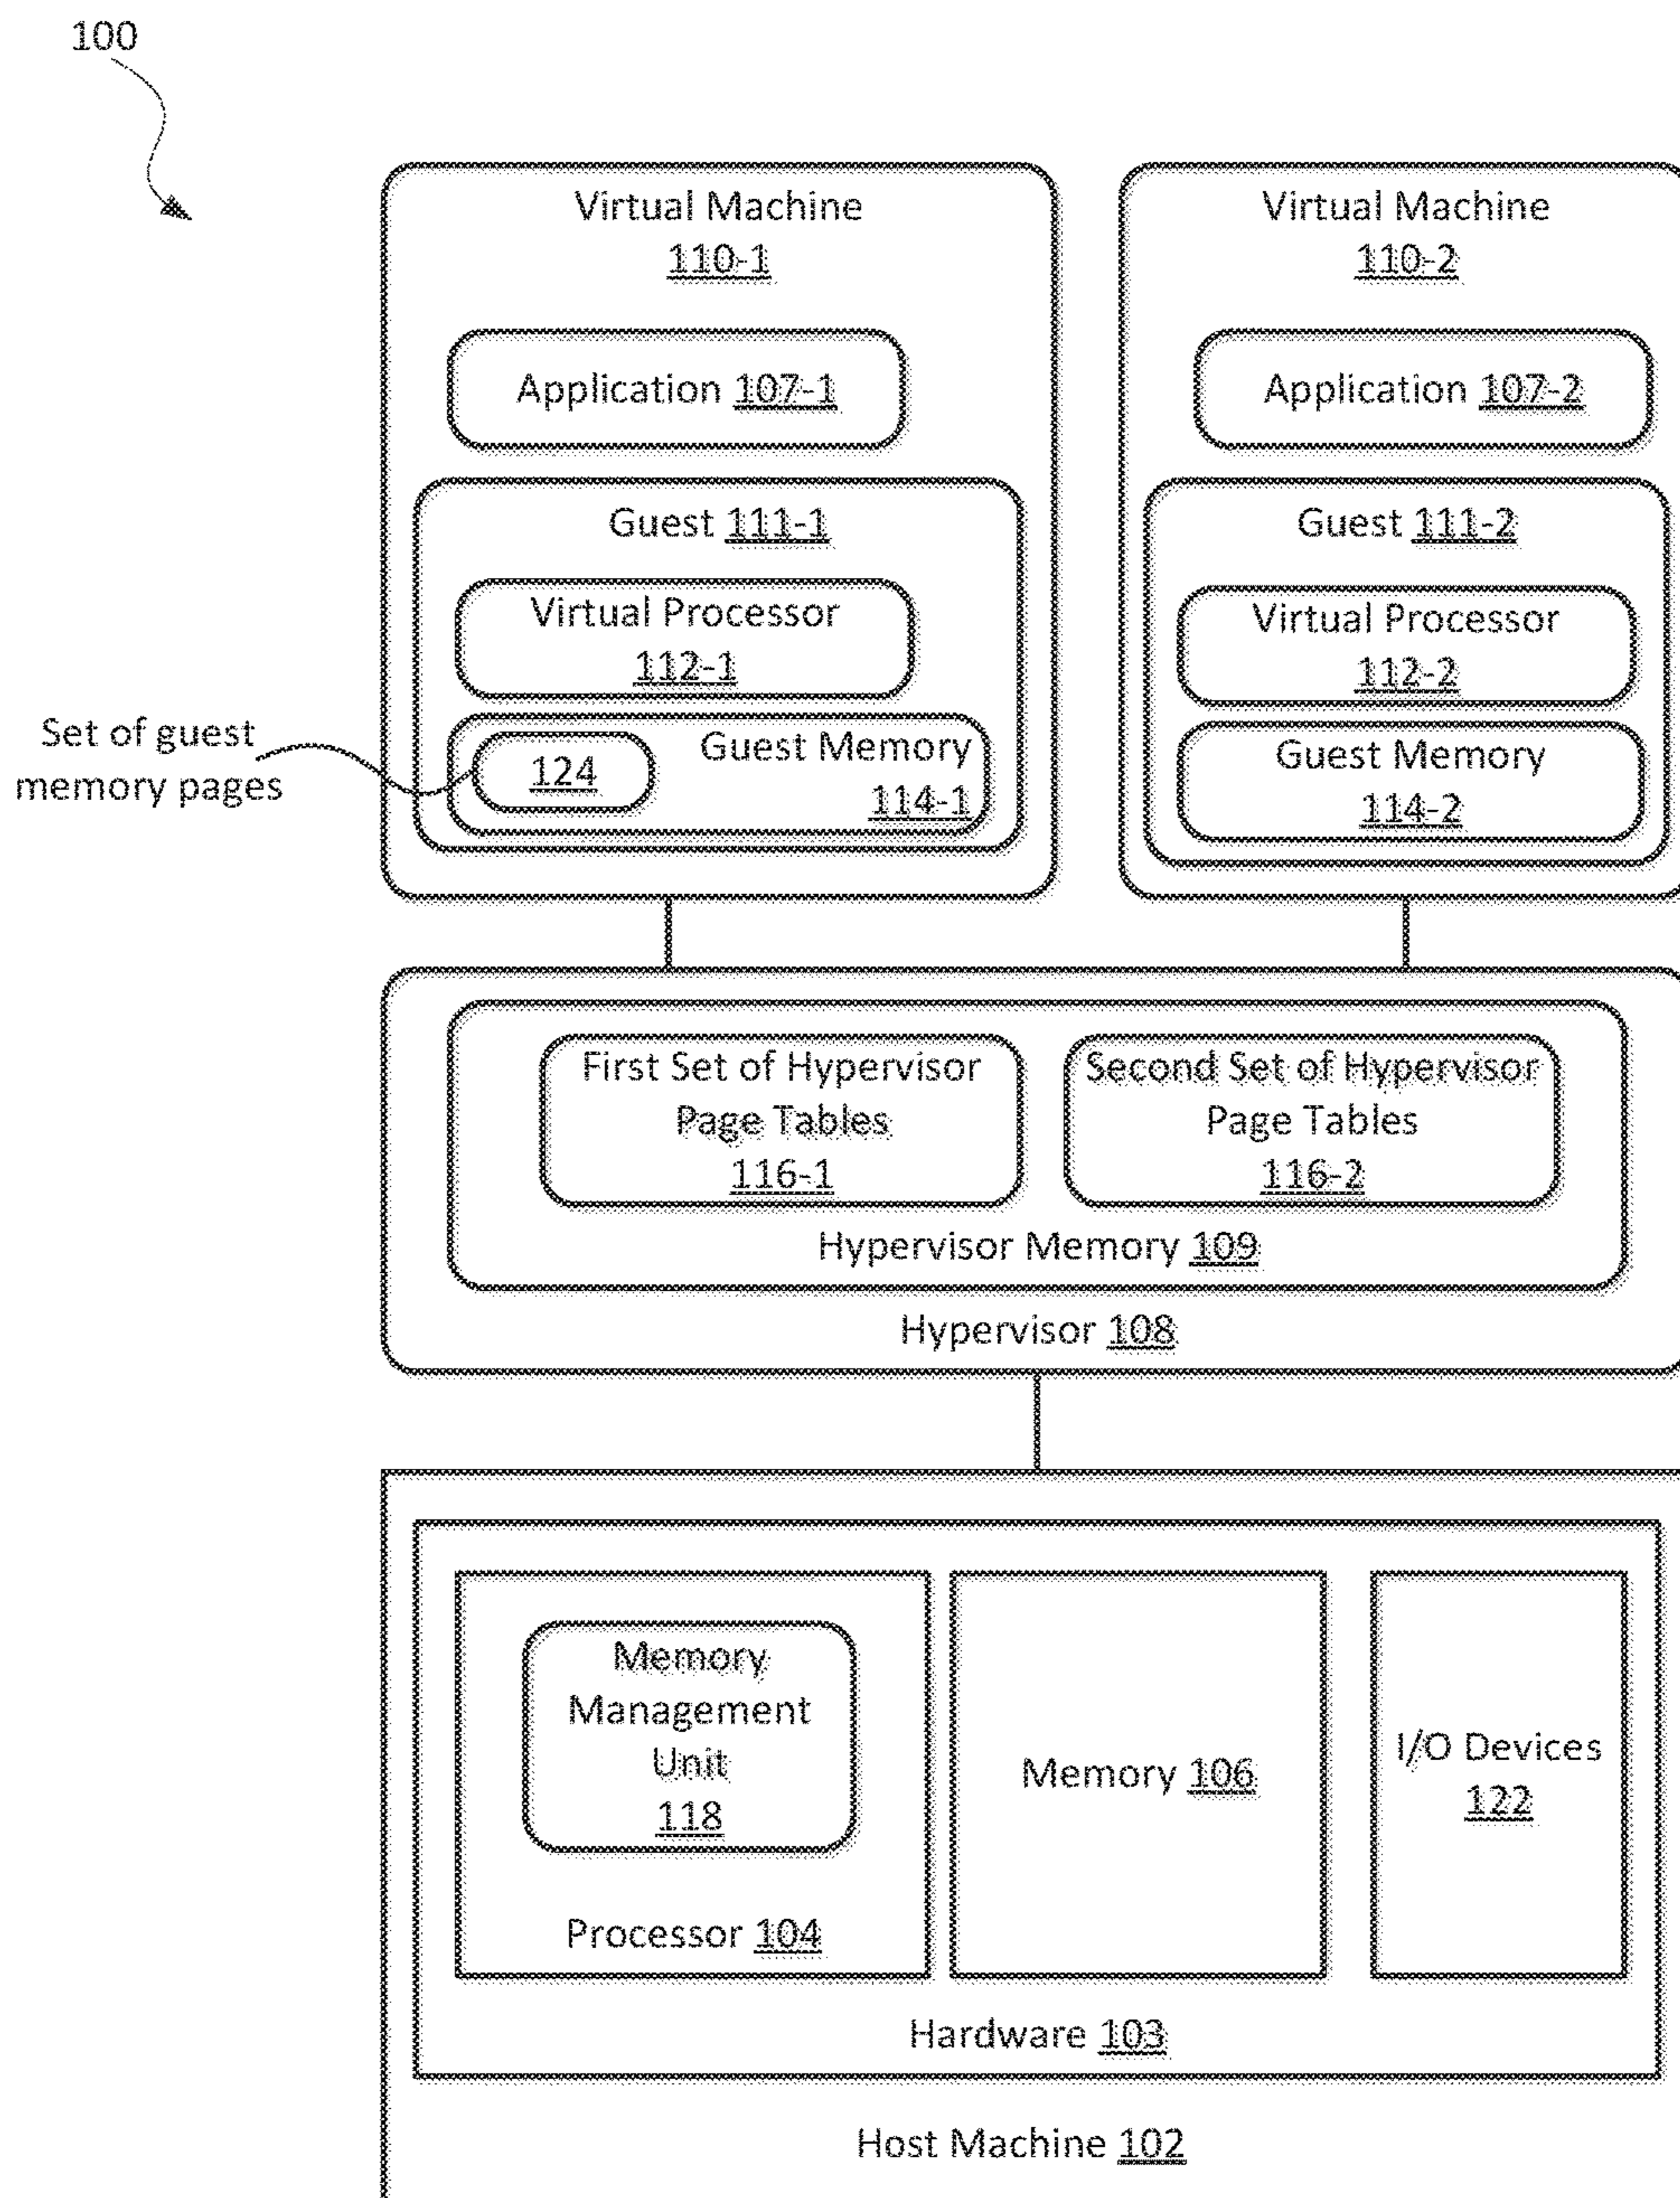 100
Virtual Machine
110-1
Application 107-1
Guest 111-1
Virtual Processor
112-1
Set of guest
memory pages
124
Guest Memory
114-1
Virtual Machine
110-2
Application 107-2
Guest 111-2
Virtual Processor
112-2
Guest Memory
114-2
First Set of Hypervisor
Page Tables
116-1
Second Set of Hypervisor
Page Tables
116-2
Hypervisor Memory 109
Hypervisor 108
Memory
Management
Unit
118
Processor 104
Memory 106
I/O Devices
122
Hardware 103
Host Machine 102